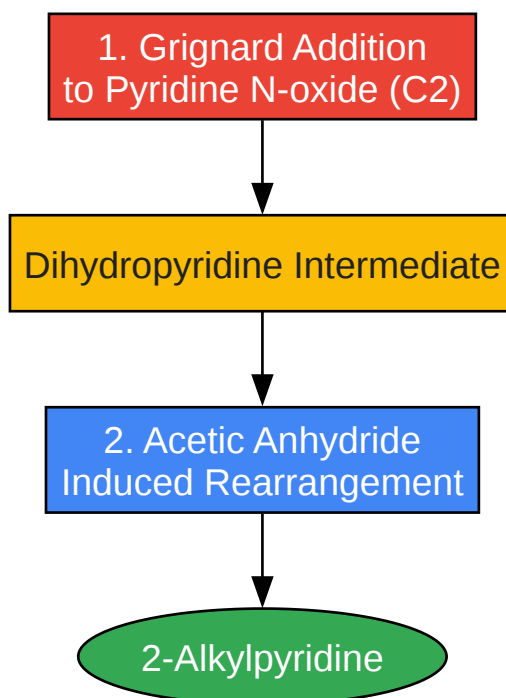 1. Grignard Addition
to Pyridine N-oxide (C2)
Dihydropyridine Intermediate
2. Acetic Anhydride
Induced Rearrangement
2-Alkylpyridine